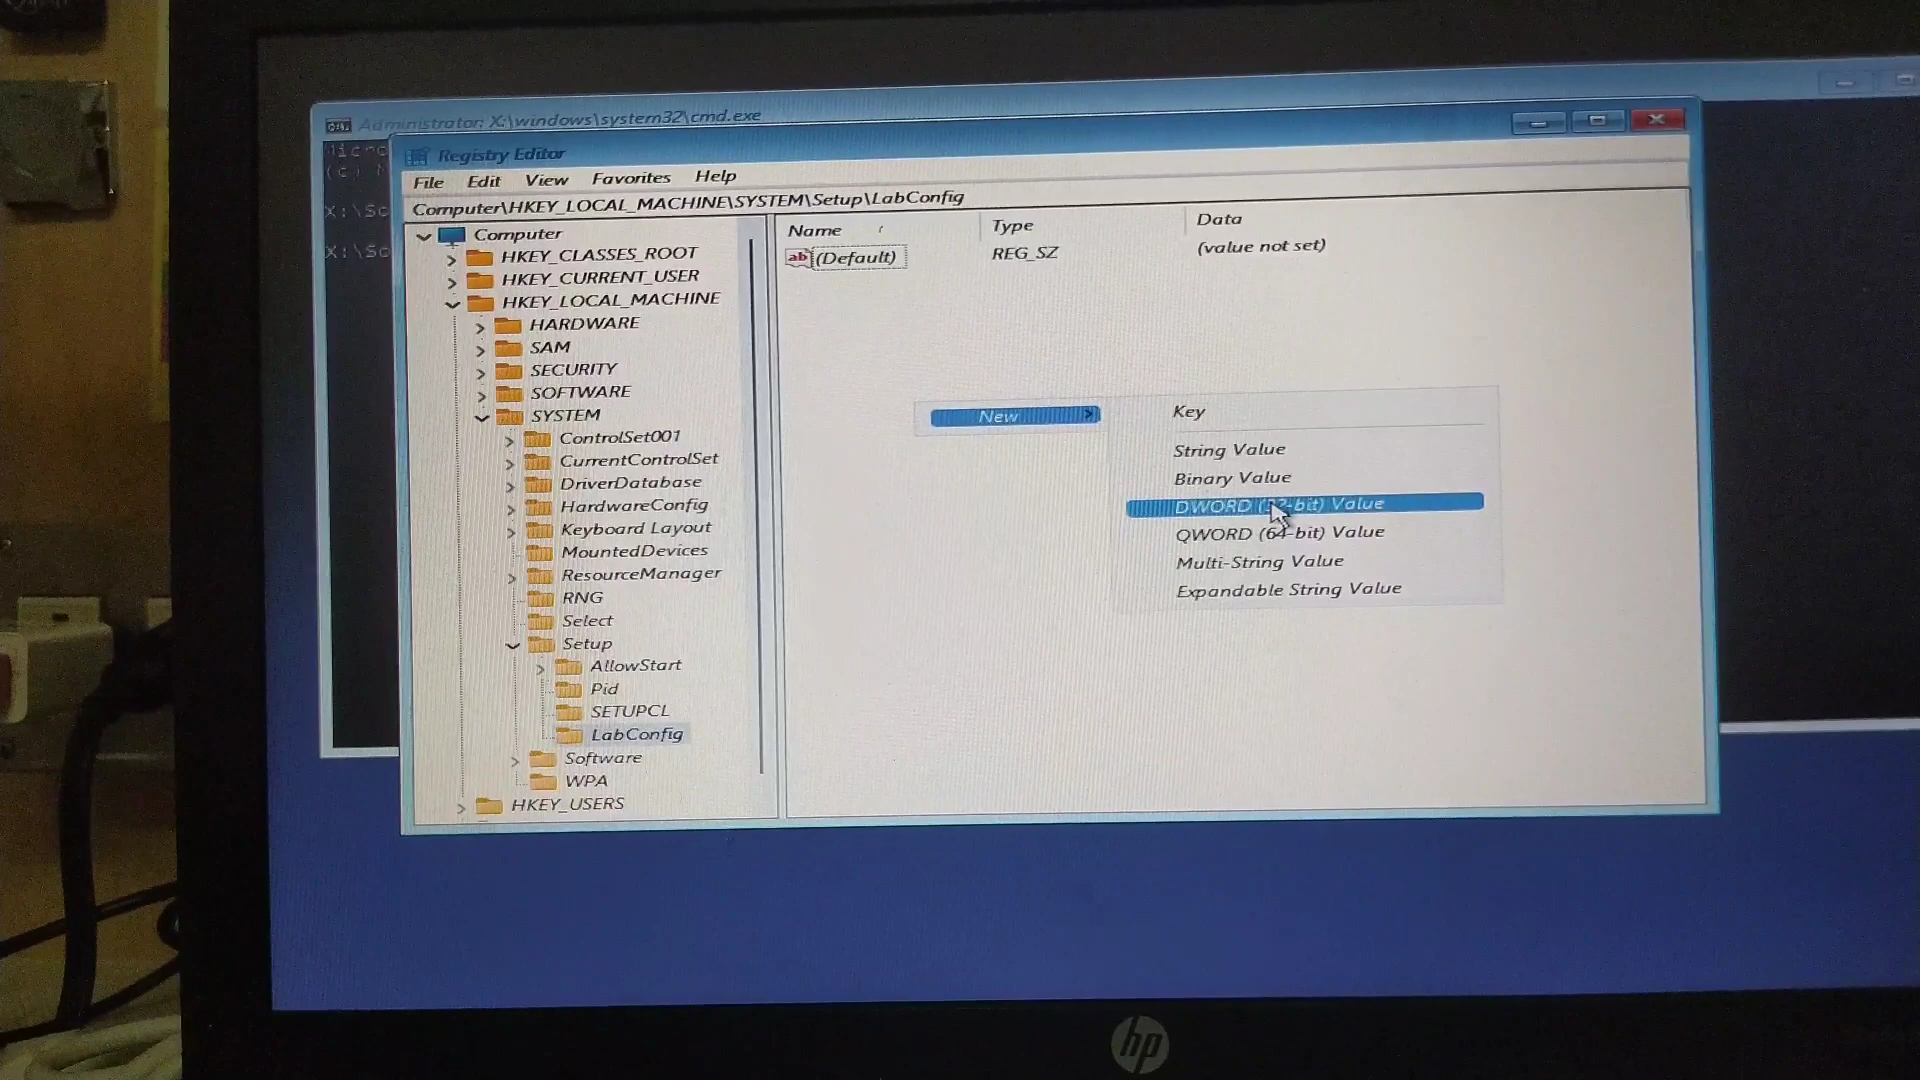 Administrator: X:\windows\system32\cmd.exe
Registry Editor
File Edit View Favorites Help
Computer\HKEY_LOCAL_MACHINE\SYSTEM\Setup\LabConfig
Name Type Data
(Default) REG_SZ (value not set)
Computer
HKEY_CLASSES_ROOT
HKEY_CURRENT_USER
HKEY_LOCAL_MACHINE
HARDWARE
SAM
SECURITY
SOFTWARE
SYSTEM
ControlSet001
CurrentControlSet
DriverDatabase
HardwareConfig
Keyboard Layout
MountedDevices
ResourceManager
RNG
Select
Setup
AllowStart
Pid
SETUPCL
LabConfig
Software
WPA
HKEY_USERS
New
Key
String Value
Binary Value
DWORD (32-bit) Value
QWORD (64-bit) Value
Multi-String Value
Expandable String Value
hp